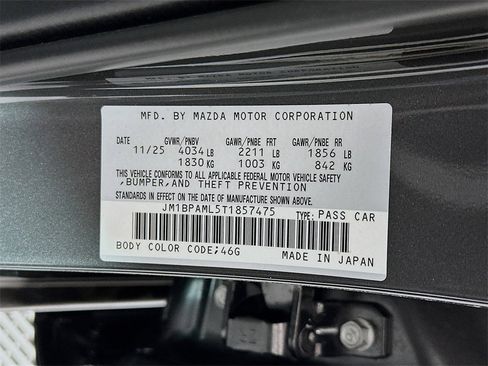 MFD. BY MAZDA MOTOR CORPORATION
DATE GVWR/PNBV GAWR/PNBE FRT GAWR/PNBE RR
11/25 4034 LB 2211 LB 1856 LB
1830 KG 1003 KG 842 KG
THIS VEHICLE CONFORMS TO ALL APPLICABLE FEDERAL MOTOR VEHICLE SAFETY
,BUMPER,AND THEFT PREVENTION
STANDARDS IN EFFECT ON THE DATE OF MANUFACTURE SHOWN ABOVE.
JM1BPAML5T1857475 TYPE: PASS CAR
BODY COLOR CODE;46G MADE IN JAPAN